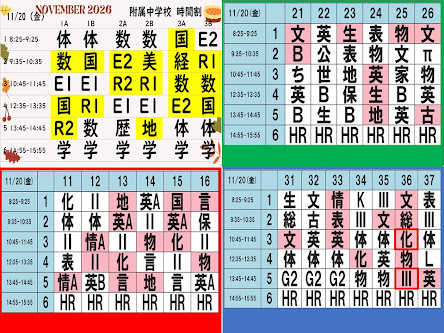 NOVEMBER 2026
11/20 (金) 附属中学校 時間割
1A 1B 2A 2B 3A 3B
1 8:25-9:25 体 体 数 数 国 E2
2 9:35-10:35 数 国 E2 美 経 R1
3 10:45-11:45 E1 E1 R2 R1 数 数
4 12:35-13:35 国 R1 E1 E1 E2 国
5 13:45-14:45 R2 数 歴 地 体 体
6 14:55-15:55 学 学 学 学 学 学
11/20(金) 21 22 23 24 25 26
8:25-9:25 1 文 英 生 表 物 文
9:35-10:35 2 B 公 表 物 文 π
10:45-11:45 3 ち 世 地 英 家 物
12:35-13:35 4 英 B 保 生 B 英
13:45-14:45 5 B 生 B 地 英 古
14:55-15:55 HR HR HR HR HR HR
11/20(金) 11 12 13 14 15 16
8:25-9:25 1 化 II 地 英A 国 言
9:35-10:35 2 体 体 英A II 英A 保
10:45-11:45 3 II 情A II 物 化 II
12:35-13:35 4 表 II 化 言 II 物
13:45-14:45 5 情A 英B 言 地 言 英A
14:55-15:55 6 HR HR HR HR HR HR
11/20(金) 31 32 33 34 35 36 37
8:25-9:25 1 生 文 情 K III 文 表
9:35-10:35 2 総 古 表 III 文 総 III
10:45-11:45 3 文 英 英 体 体 化 体
12:35-13:35 4 体 体 体 化 英 物 L
13:45-14:45 5 G2 G2 G2 物 物 III 英
14:55-15:55 6 HR HR HR HR HR HR HR